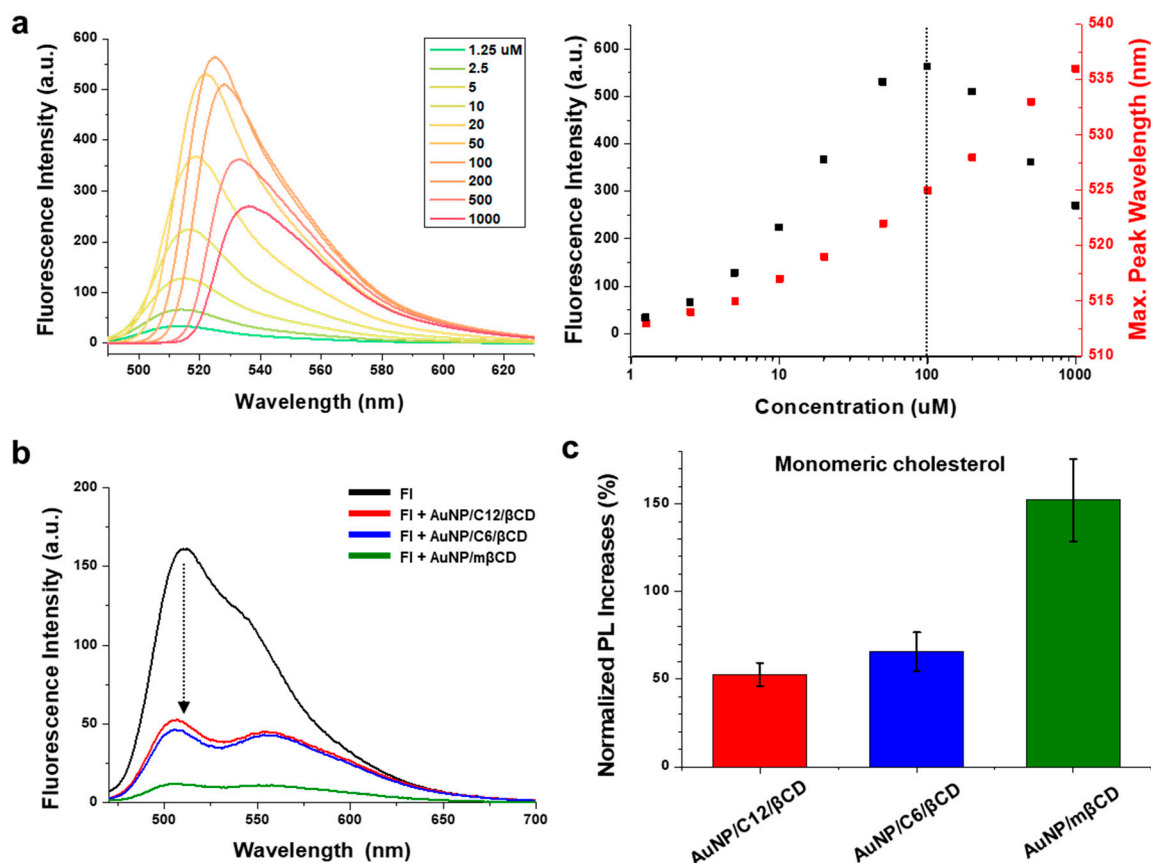 a
Fluorescence Intensity (a.u.)
600
500
400
300
200
100
0
500 520 540 560 580 600 620
Wavelength (nm)
1.25 uM
2.5
5
10
20
50
100
200
500
1000
Fluorescence Intensity (a.u.)
600
500
400
300
200
100
0
1 10 100 1000
Concentration (uM)
540
535
530
525
520
515
510
Max. Peak Wavelength (nm)
b
Fluorescence Intensity (a.u.)
200
150
100
50
0
500 550 600 650 700
Wavelength (nm)
Fl
Fl + AuNP/C12/βCD
Fl + AuNP/C6/βCD
Fl + AuNP/mβCD
c
Monomeric cholesterol
Normalized PL Increases (%)
150
100
50
0
AuNP/C12/βCD
AuNP/C6/βCD
AuNP/mβCD